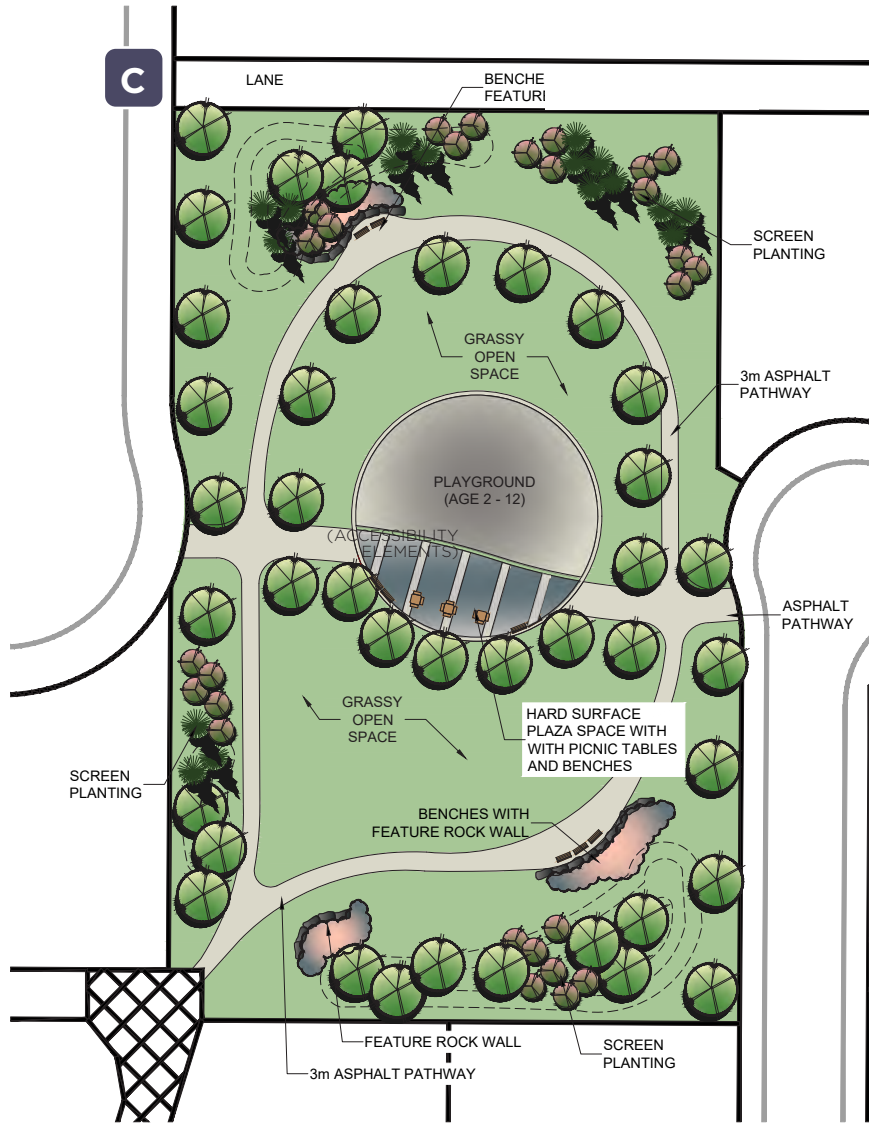 C
LANE
BENCHE
FEATURI
SCREEN
PLANTING
GRASSY
OPEN
SPACE
3m ASPHALT
PATHWAY
PLAYGROUND
(AGE 2 - 12)
(ACCESSIBILITY
ELEMENTS)
ASPHALT
PATHWAY
GRASSY
OPEN
SPACE
HARD SURFACE
PLAZA SPACE WITH
WITH PICNIC TABLES
AND BENCHES
SCREEN
PLANTING
BENCHES WITH
FEATURE ROCK WALL
FEATURE ROCK WALL
SCREEN
PLANTING
3m ASPHALT PATHWAY